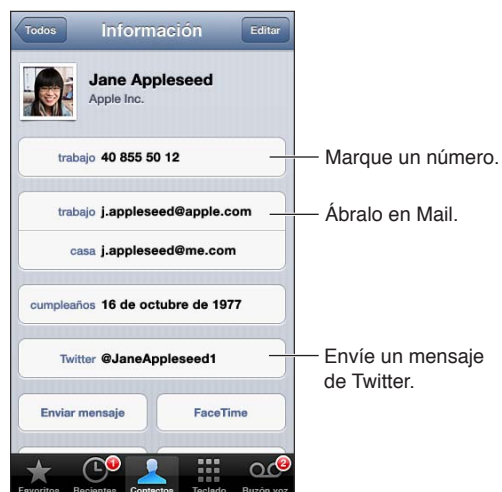 Todos Información Editar
Jane Appleseed
Apple Inc.
trabajo 40 855 50 12
Marque un número.
trabajo j.appleseed@apple.com
Ábralo en Mail.
casa j.appleseed@me.com
cumpleaños 16 de octubre de 1977
Twitter @JaneAppleseed1
Envíe un mensaje
de Twitter.
Enviar mensaje FaceTime
1 2
Favoritos Recientes Contactos Teclado Buzón voz